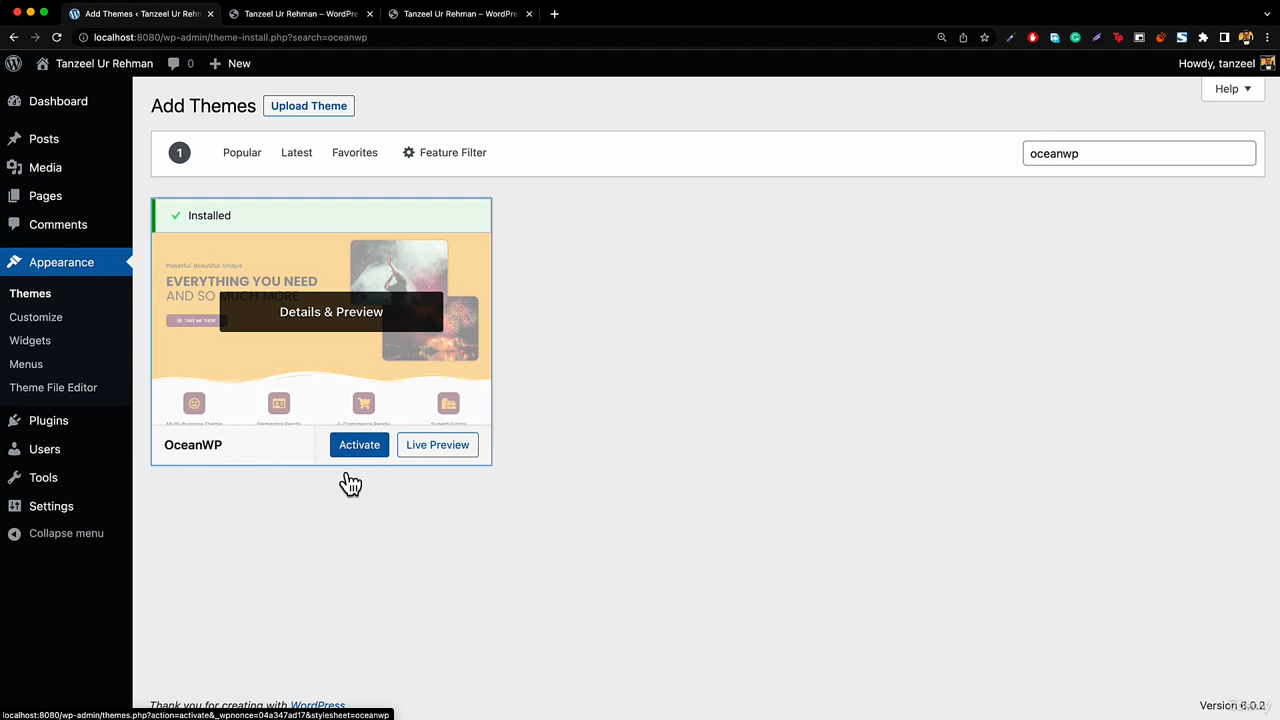 Add Themes ‹ Tanzeel Ur Rehm
Tanzeel Ur Rehman – WordPres
Tanzeel Ur Rehman – WordPres
localhost:8080/wp-admin/theme-install.php?search=oceanwp
Tanzeel Ur Rehman
0
New
Howdy, tanzeel
Dashboard
Posts
Media
Pages
Comments
Appearance
Themes
Customize
Widgets
Menus
Theme File Editor
Plugins
Users
Tools
Settings
Collapse menu
Add Themes
Upload Theme
Help
1
Popular
Latest
Favorites
Feature Filter
oceanwp
Installed
Powerful. Beautiful. Unique
EVERYTHING YOU NEED
AND SO MUCH MORE
TAKE ME THERE
Details & Preview
OceanWP
Activate
Live Preview
Thank you for creating with WordPress
Version 6.0.2
localhost:8080/wp-admin/themes.php?action=activate&_wpnonce=04a347ad17&stylesheet=oceanwp